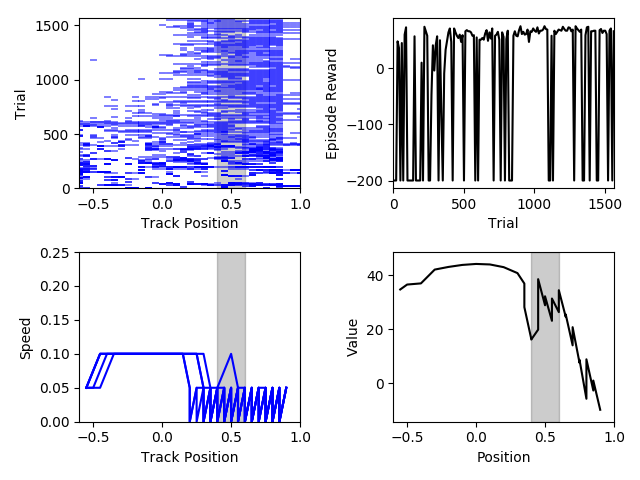 1500
1000
500
0
Trial
−0.5 0.0 0.5 1.0
Track Position
0
−100
−200
Episode Reward
0 500 1000 1500
Trial
0.25
0.20
0.15
0.10
0.05
0.00
Speed
−0.5 0.0 0.5 1.0
Track Position
40
20
0
Value
−0.5 0.0 0.5 1.0
Position